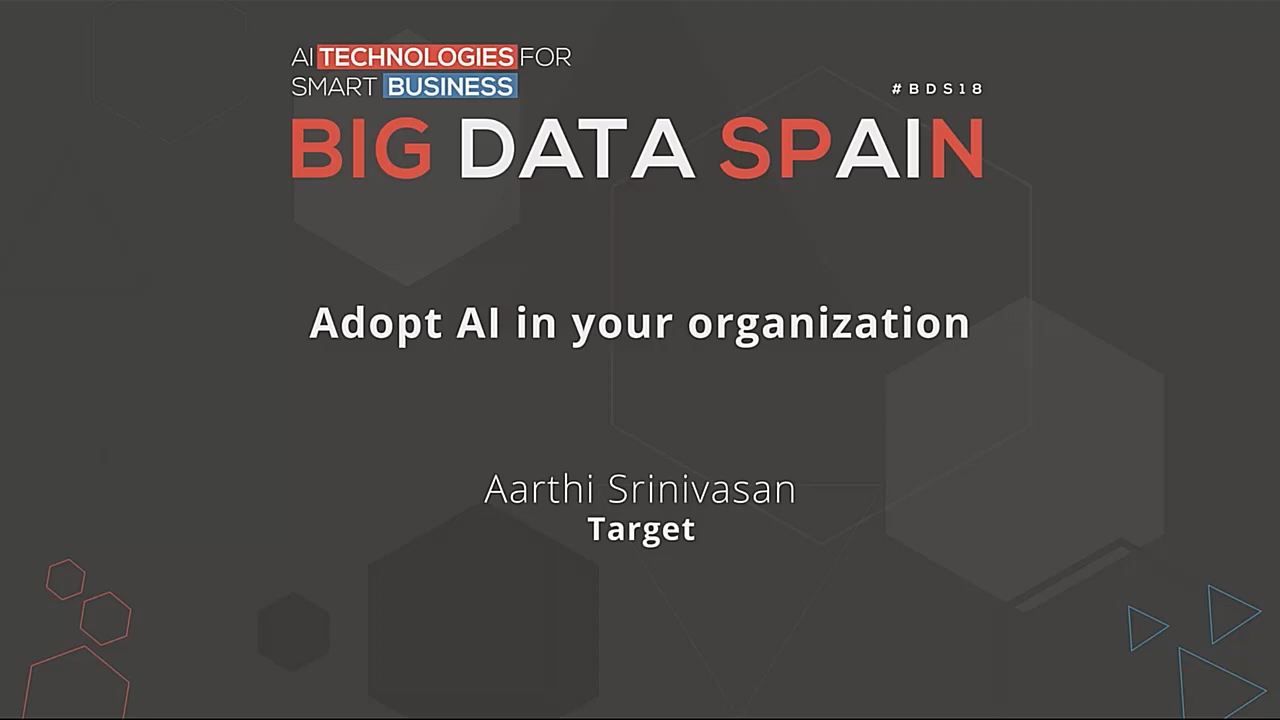 AI TECHNOLOGIES FOR
SMART BUSINESS
#BDS18
BIG DATA SPAIN
Adopt AI in your organization
Aarthi Srinivasan
Target